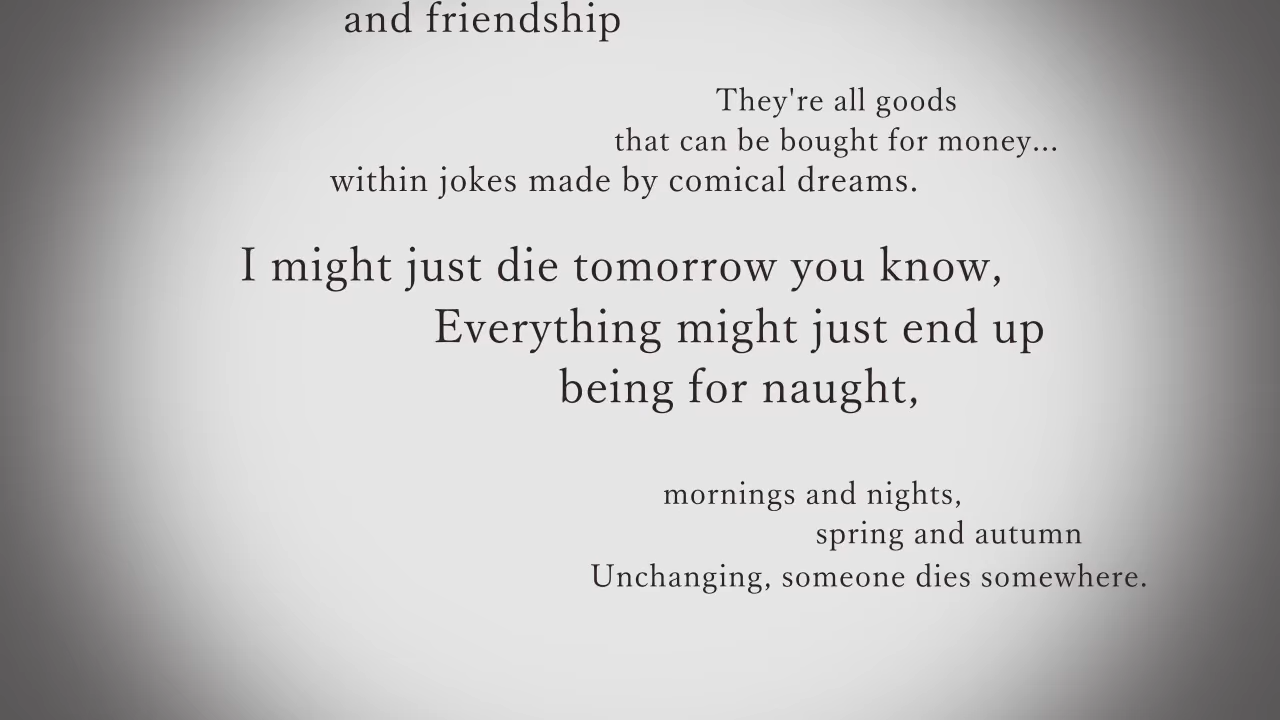 and friendship
They're all goods
that can be bought for money...
within jokes made by comical dreams.
I might just die tomorrow you know,
Everything might just end up
being for naught,
mornings and nights,
spring and autumn
Unchanging, someone dies somewhere.